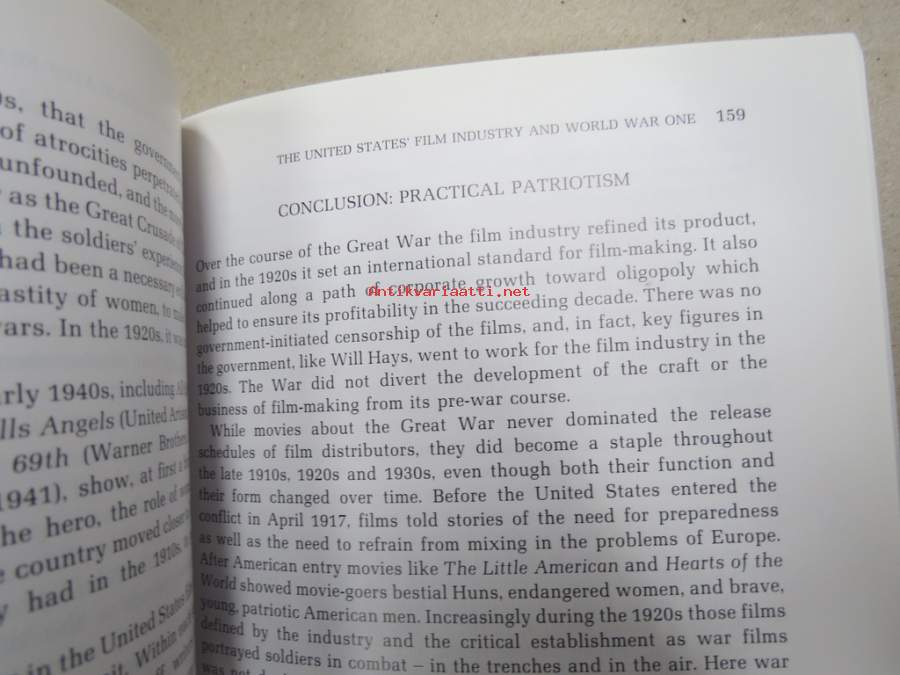 0s, that the
of atrocities
unfounded, and the
as the Great Crusade
the soldiers'
had been a necessary
of women, to
wars. In the 1920s, it
early 1940s, including
Angels (United
69th (Warner Brothers
1941), show, at first a
the hero, the role of
country moved closer
had in the 1910s,
in the United States
Within
THE UNITED STATES' FILM INDUSTRY AND WORLD WAR ONE 159
CONCLUSION: PRACTICAL PATRIOTISM
Over the course of the Great War the film industry refined its product,
and in the 1920s it set an international standard for film-making. It also
continued along a path of corporate growth toward oligopoly which
helped to ensure its profitability in the succeeding decade. There was no
government-initiated censorship of the films, and, in fact, key figures in
the government, like Will Hays, went to work for the film industry in the
1920s. The War did not divert the development of the craft or the
business of film-making from its pre-war course.
While movies about the Great War never dominated the release
schedules of film distributors, they did become a staple throughout
the late 1910s, 1920s and 1930s, even though both their function and
their form changed over time. Before the United States entered the
conflict in April 1917, films told stories of the need for preparedness
as well as the need to refrain from mixing in the problems of Europe.
After American entry movies like The Little American and Hearts of the
World showed movie-goers bestial Huns, endangered women, and brave,
young, patriotic American men. Increasingly during the 1920s those films
defined by the industry and the critical establishment as war films
portrayed soldiers in combat – in the trenches and in the air. Here war
was not
Antikvariaatti.net